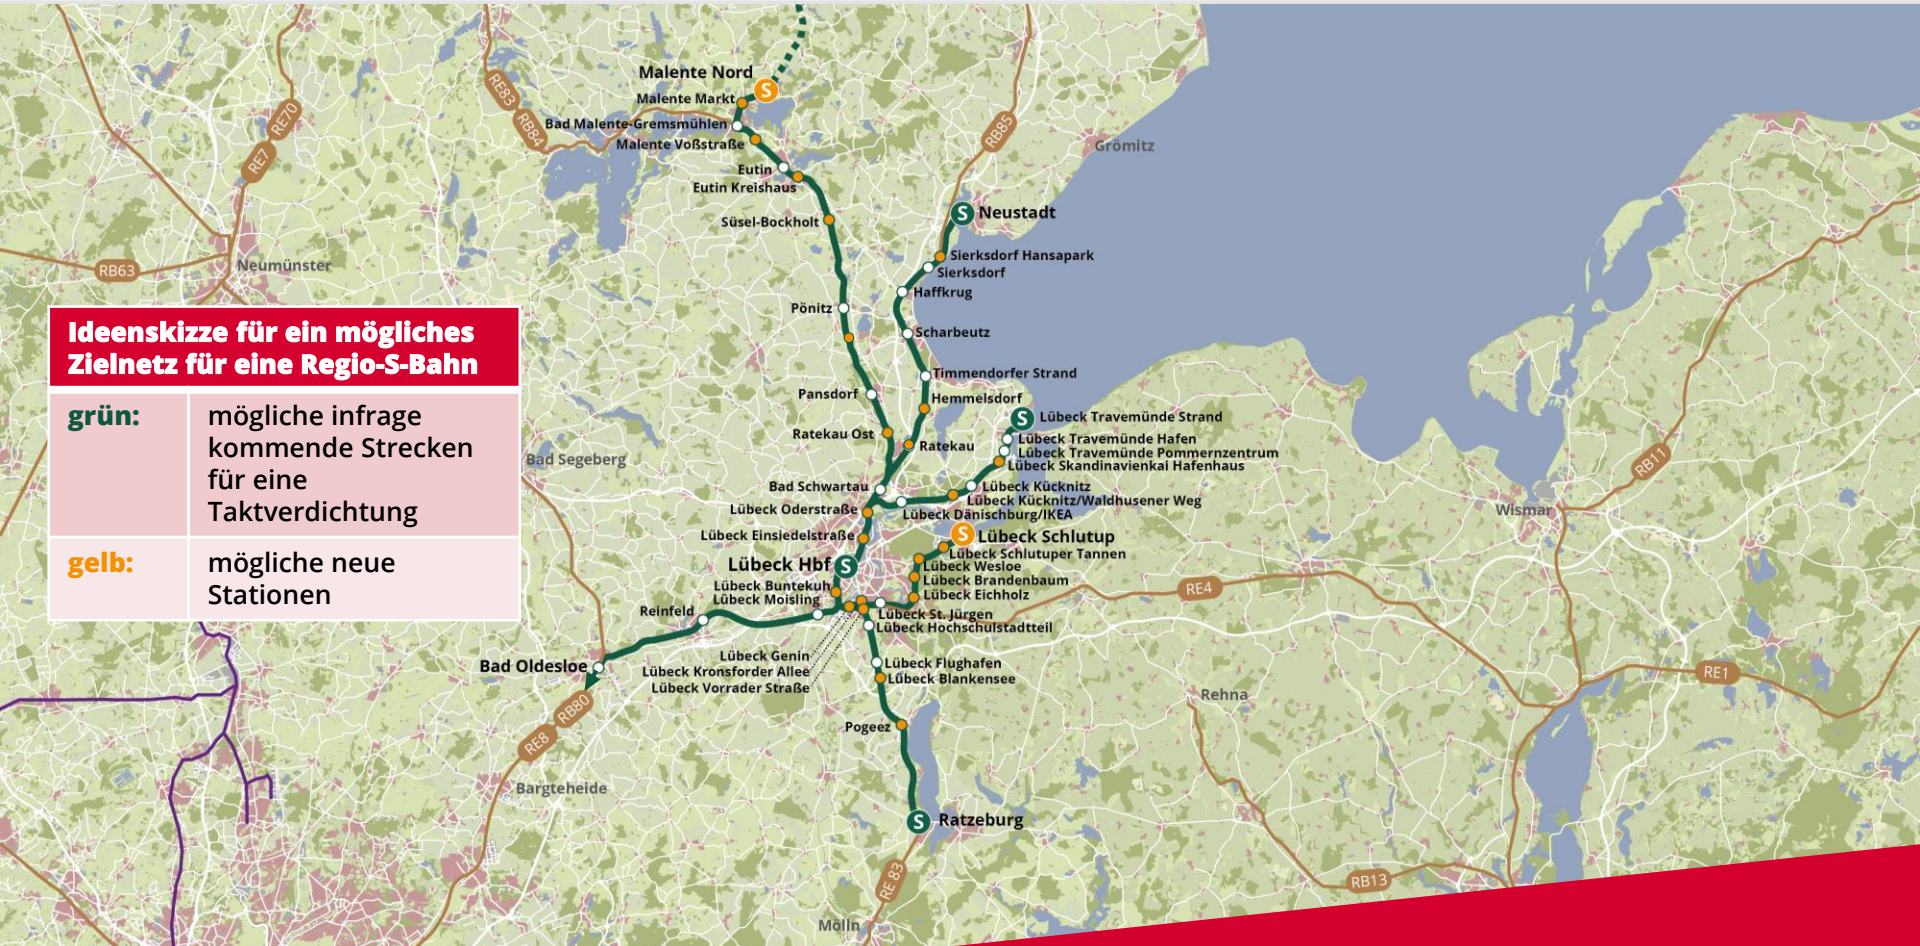 Malente Nord
S
Malente Markt
Bad Malente-Gremsmühlen
Malente Voßstraße
Eutin
Eutin Kreishaus
Süsel-Bockholt
RE83
RB84
RE70
RE7
RB85
Grömitz
S
Neustadt
RB63
Neumünster
Sierksdorf Hansapark
Sierksdorf
Haffkrug
Pönitz
Scharbeutz
Ideenskizze für ein mögliches
Zielnetz für eine Regio-S-Bahn
grün:
mögliche infrage
kommende Strecken
für eine
Taktverdichtung
gelb:
mögliche neue
Stationen
Timmendorfer Strand
Pansdorf
Hemmelsdorf
S
Lübeck Travemünde Strand
Ratekau Ost
Ratekau
Lübeck Travemünde Hafen
Lübeck Travemünde Pommernzentrum
Lübeck Skandinavienkai Hafenhaus
Bad Segeberg
RB11
Bad Schwartau
Lübeck Kücknitz
Lübeck Kücknitz/Waldhusener Weg
Lübeck Oderstraße
Lübeck Dänischburg/IKEA
Wismar
Lübeck Einsiedelstraße
S
Lübeck Schlutup
Lübeck Schlutuper Tannen
Lübeck Hbf
S
Lübeck Wesloe
Lübeck Brandenbaum
Lübeck Buntekuh
Lübeck Eichholz
RE4
Lübeck Moisling
Reinfeld
Lübeck St. Jürgen
Lübeck Hochschulstadtteil
Lübeck Genin
Lübeck Kronsforder Allee
Lübeck Vorrader Straße
Bad Oldesloe
Lübeck Flughafen
Lübeck Blankensee
RE1
Rehna
RB80
RE8
Pogeez
Bargteheide
S
Ratzeburg
RE 83
RB13
Mölln